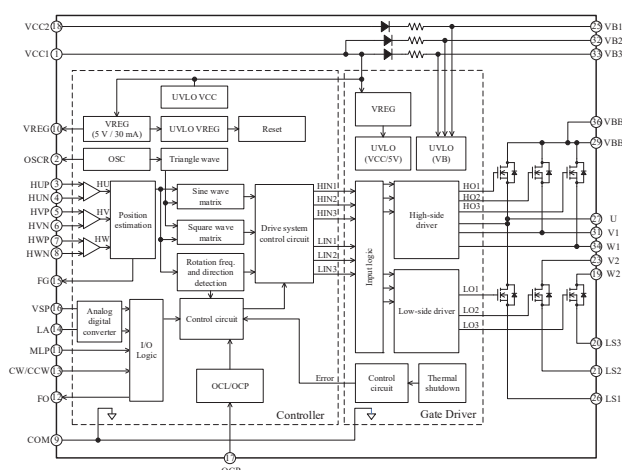 VCC2 18
25 VB1
32 VB2
VCC1 1
33 VB3
UVLO VCC
VREG
36 VBB
VREG 10
VREG
(5 V / 30 mA)
UVLO VREG
Reset
UVLO
(VCC/5V)
UVLO
(VB)
29 VBB
OSCR 2
OSC
Triangle wave
HUP 3
HUN 4
HU
HVP 5
HVN 6
HV
HWP 7
HWN 8
HW
Position
estimation
Sine wave
matrix
Square wave
matrix
Rotation freq.
and direction
detection
Drive system
control circuit
HIN1
HIN2
HIN3
LIN1
LIN2
LIN3
Input logic
High-side
driver
HO1
HO2
HO3
27 U
31 V1
34 W1
23 V2
19 W2
FG 15
VSP 16
LA 14
Analog
digital
converter
MLP 11
CW/CCW 13
FO 12
I/O
Logic
Control circuit
Low-side driver
LO1
LO2
LO3
20 LS3
21 LS2
26 LS1
OCL/OCP
Error
Control
circuit
Thermal
shutdown
Controller
Gate Driver
COM 9
17